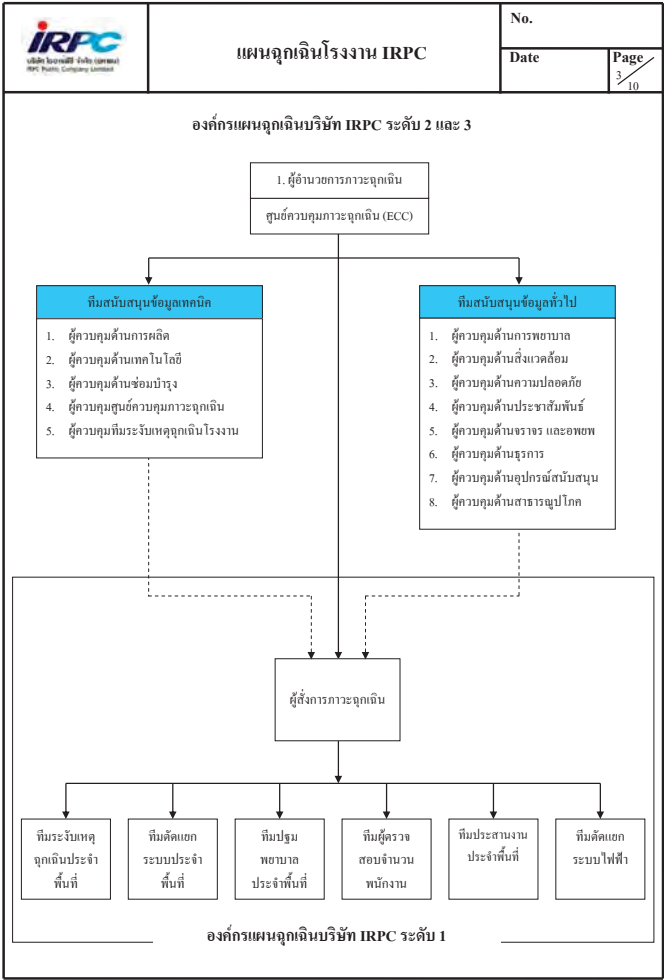 IRPC
บริษัท ไออาร์พีซี จำกัด (มหาชน)
IRPC Public Company Limited
แผนฉุกเฉินโรงงาน IRPC
No.
Date
Page
3/10
องค์กรแผนฉุกเฉินบริษัท IRPC ระดับ 2 และ 3
1. ผู้อำนวยการภาวะฉุกเฉิน
ศูนย์ควบคุมภาวะฉุกเฉิน (ECC)
ทีมสนับสนุนข้อมูลเทคนิค
1. ผู้ควบคุมด้านการผลิต
2. ผู้ควบคุมด้านเทคโนโลยี
3. ผู้ควบคุมด้านซ่อมบำรุง
4. ผู้ควบคุมศูนย์ควบคุมภาวะฉุกเฉิน
5. ผู้ควบคุมทีมระงับเหตุฉุกเฉินโรงงาน
ทีมสนับสนุนข้อมูลทั่วไป
1. ผู้ควบคุมด้านการพยาบาล
2. ผู้ควบคุมด้านสิ่งแวดล้อม
3. ผู้ควบคุมด้านความปลอดภัย
4. ผู้ควบคุมด้านประชาสัมพันธ์
5. ผู้ควบคุมด้านจราจร และอพยพ
6. ผู้ควบคุมด้านธุรการ
7. ผู้ควบคุมด้านอุปกรณ์สนับสนุน
8. ผู้ควบคุมด้านสาธารณูปโภค
ผู้สั่งการภาวะฉุกเฉิน
ทีมระงับเหตุ
ฉุกเฉินประจำ
พื้นที่
ทีมตัดแยก
ระบบประจำ
พื้นที่
ทีมปฐม
พยาบาล
ประจำพื้นที่
ทีมผู้ตรวจ
สอบจำนวน
พนักงาน
ทีมประสานงาน
ประจำพื้นที่
ทีมตัดแยก
ระบบไฟฟ้า
องค์กรแผนฉุกเฉินบริษัท IRPC ระดับ 1